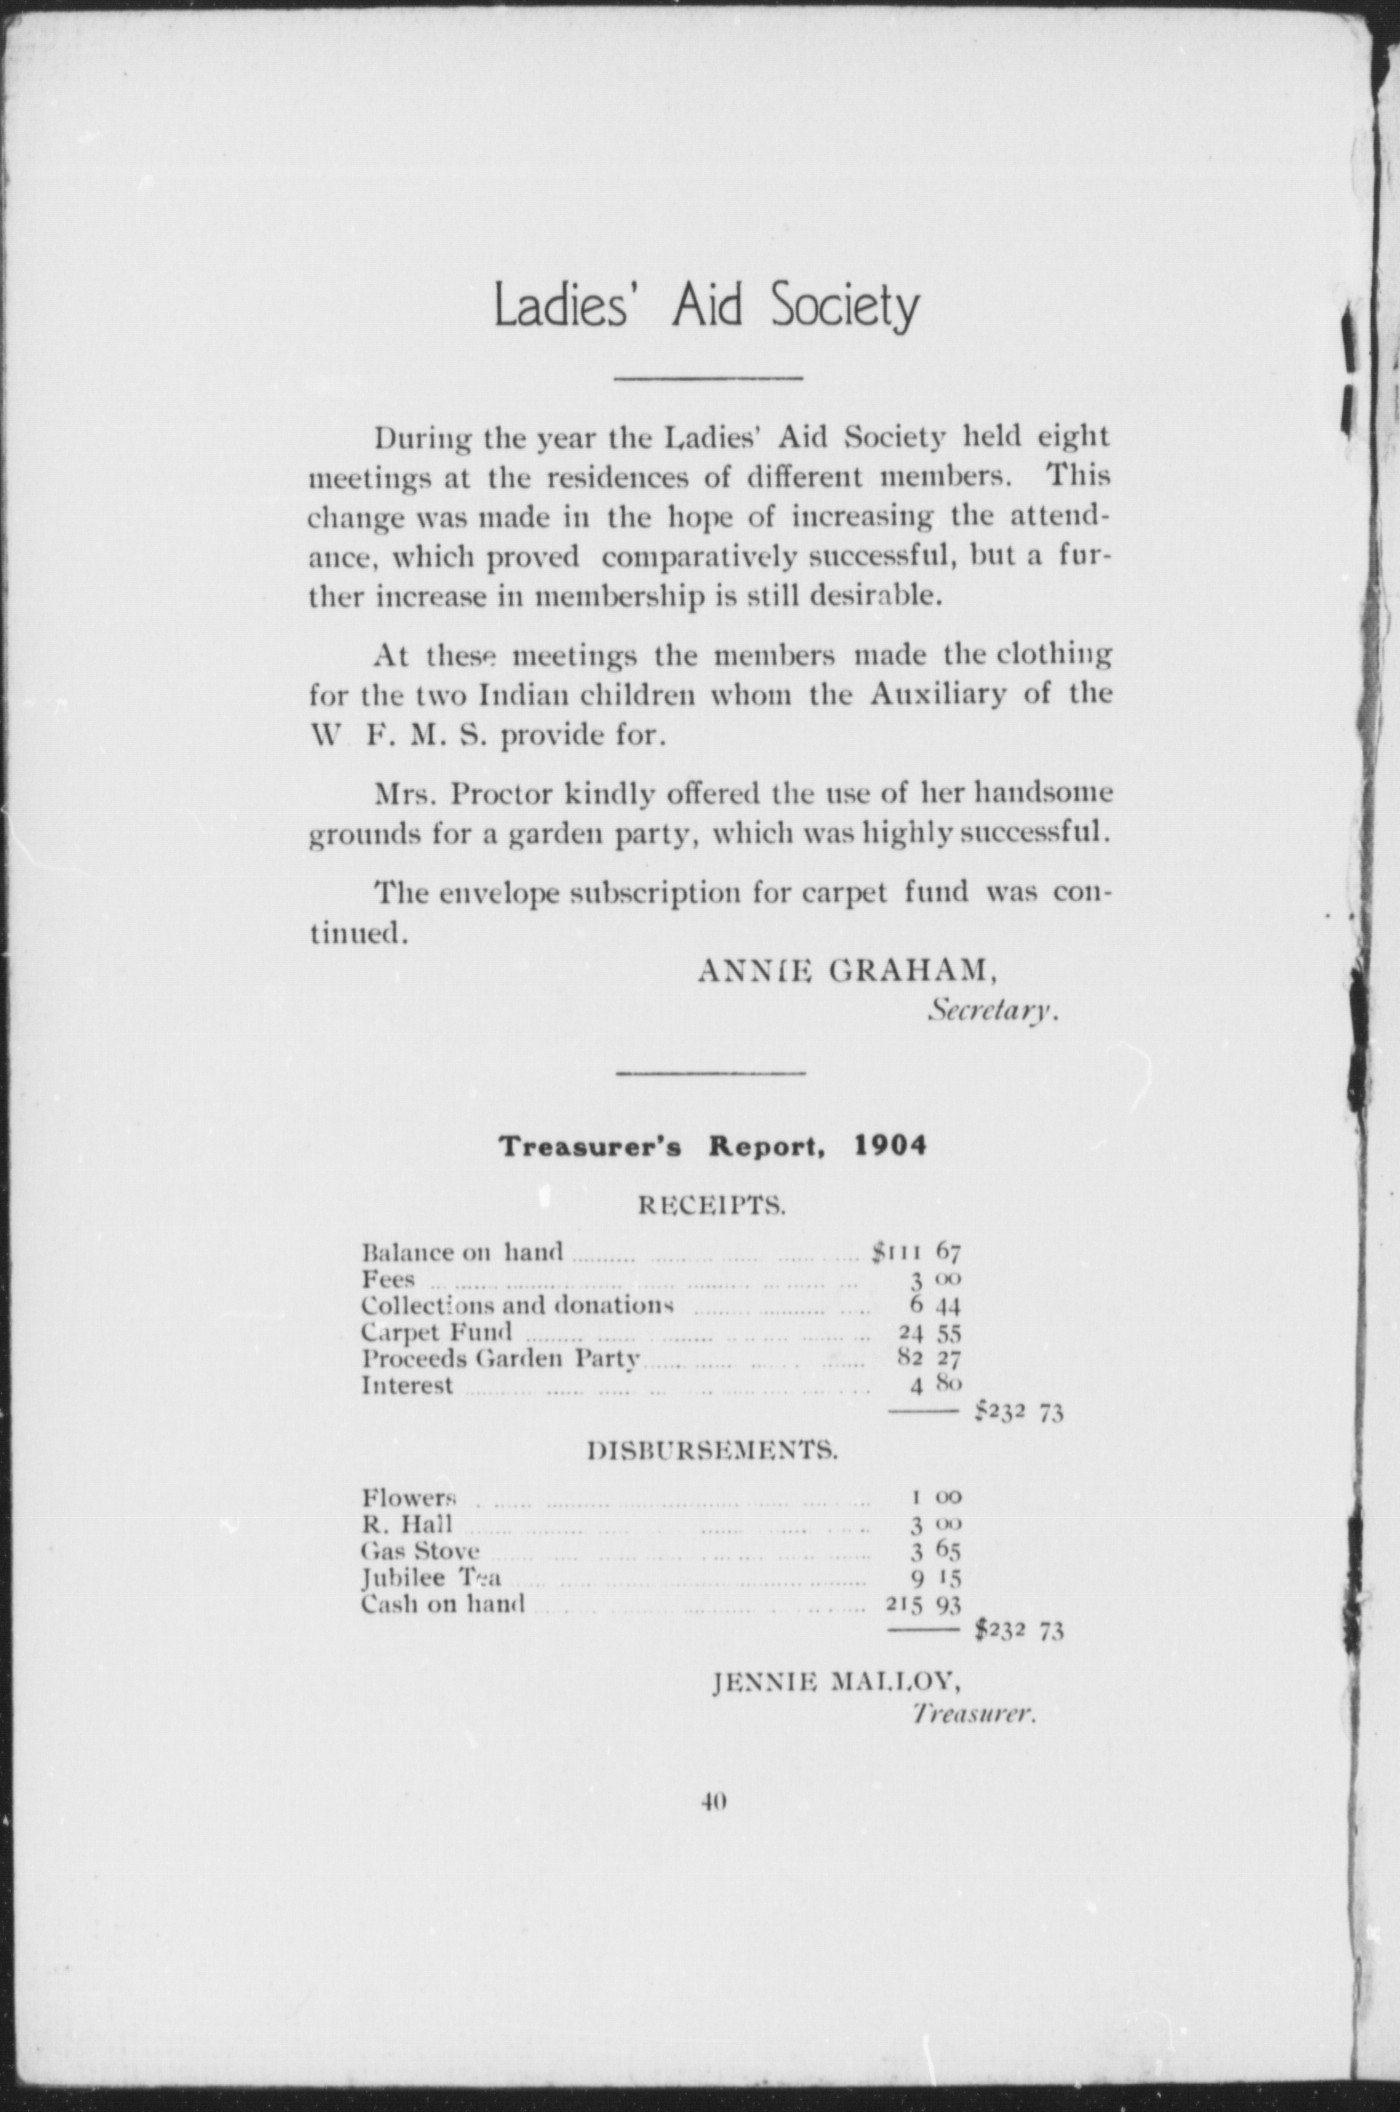 Ladies' Aid Society
During the year the Ladies' Aid Society held eight
meetings at the residences of different members. This
change was made in the hope of increasing the attend-
ance, which proved comparatively successful, but a fur-
ther increase in membership is still desirable.
At these meetings the members made the clothing
for the two Indian children whom the Auxiliary of the
W F. M. S. provide for.
Mrs. Proctor kindly offered the use of her handsome
grounds for a garden party, which was highly successful.
The envelope subscription for carpet fund was con-
tinued.
ANNIE GRAHAM,
Secretary.
Treasurer's Report, 1904
RECEIPTS.
Balance on hand ........ $111 67
Fees ........ 3 00
Collections and donations ........ 6 44
Carpet Fund ........ 24 55
Proceeds Garden Party ........ 82 27
Interest ........ 4 80
$232 73
DISBURSEMENTS.
Flowers ........ 1 00
R. Hall ........ 3 00
Gas Stove ........ 3 65
Jubilee Tea ........ 9 15
Cash on hand ........ 215 93
$232 73
JENNIE MALLOY,
Treasurer.
40